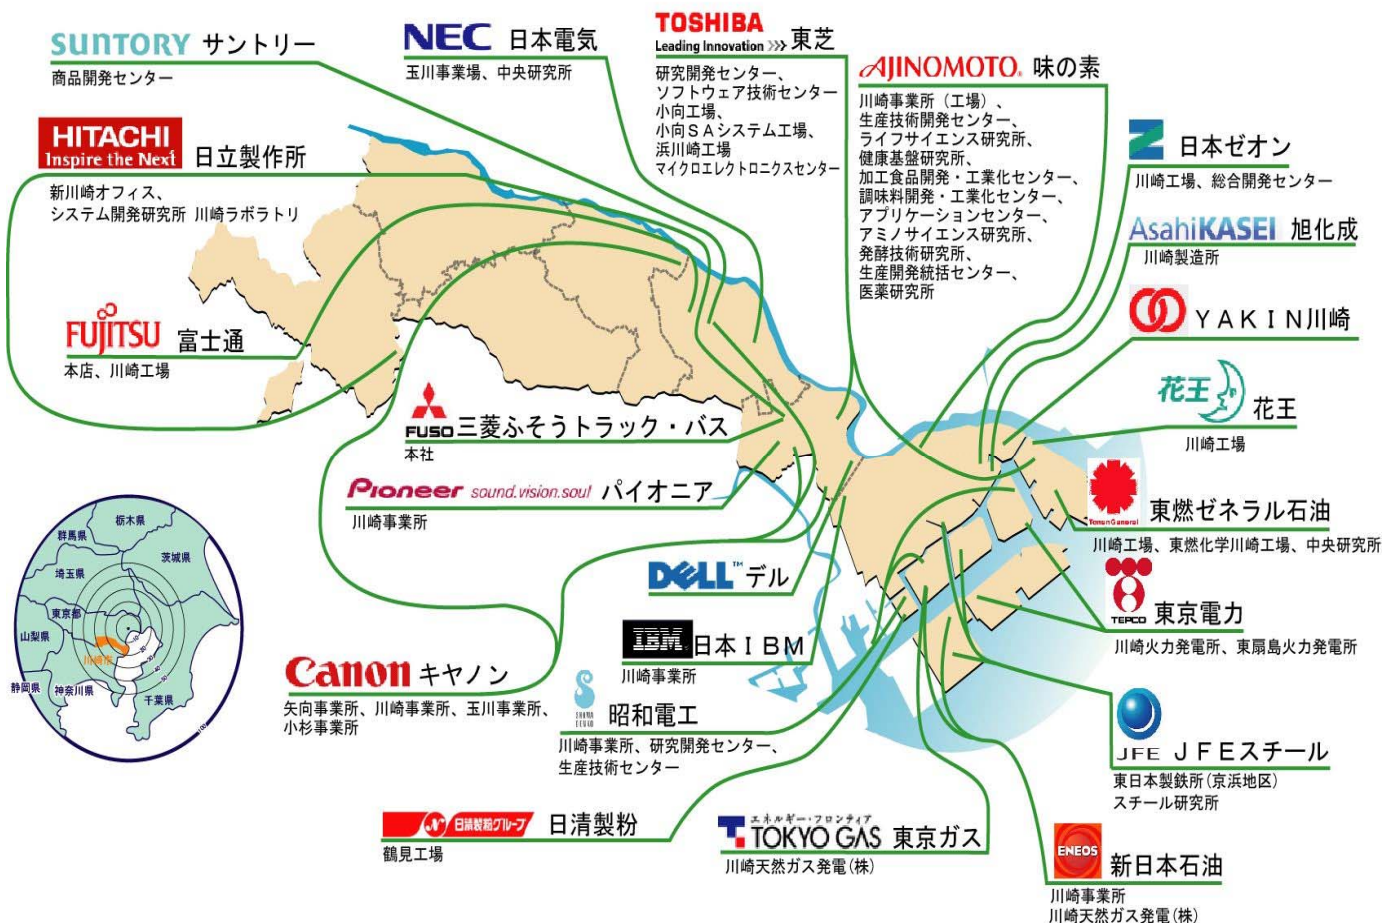 SUNTORY サントリー
商品開発センター
NEC 日本電気
玉川事業場、中央研究所
TOSHIBA
Leading Innovation >>> 東芝
研究開発センター、
ソフトウェア技術センター
小向工場、
小向SAシステム工場、
浜川崎工場
マイクロエレクトロニクスセンター
AJINOMOTO. 味の素
川崎事業所（工場）、
生産技術開発センター、
ライフサイエンス研究所、
健康基盤研究所、
加工食品開発・工業化センター、
調味料開発・工業化センター、
アプリケーションセンター、
アミノサイエンス研究所、
発酵技術研究所、
生産開発統括センター、
医薬研究所
日本ゼオン
川崎工場、総合開発センター
AsahiKASEI 旭化成
川崎製造所
YAKIN川崎
花王 花王
川崎工場
TonenGeneral 東燃ゼネラル石油
川崎工場、東燃化学川崎工場、中央研究所
TEPCO 東京電力
川崎火力発電所、東扇島火力発電所
JFE JFEスチール
東日本製鉄所(京浜地区)
スチール研究所
ENEOS 新日本石油
川崎事業所
川崎天然ガス発電(株)
HITACHI
Inspire the Next 日立製作所
新川崎オフィス、
システム開発研究所 川崎ラボラトリ
FUJITSU 富士通
本店、川崎工場
FUSO 三菱ふそうトラック・バス
本社
Pioneer sound.vision.soul パイオニア
川崎事業所
DELL™ デル
IBM 日本IBM
川崎事業所
Canon キヤノン
矢向事業所、川崎事業所、玉川事業所、
小杉事業所
SHOWA
DENKO 昭和電工
川崎事業所、研究開発センター、
生産技術センター
日清製粉グループ 日清製粉
鶴見工場
エネルギー・フロンティア
TOKYO GAS 東京ガス
川崎天然ガス発電(株)
栃木県
群馬県
茨城県
埼玉県
東京都
山梨県
川崎市
静岡県
神奈川県
千葉県